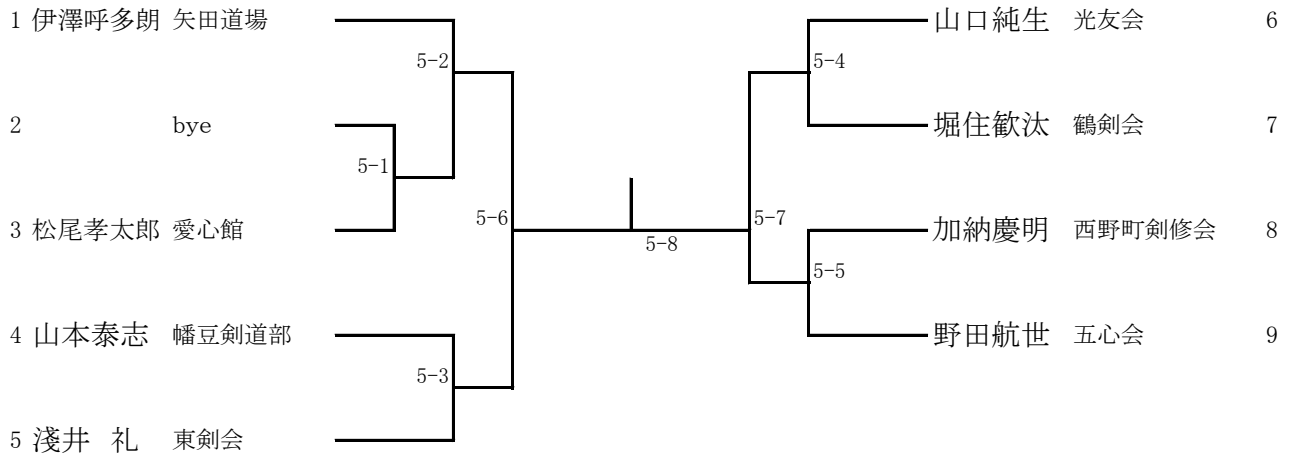 1 伊澤呼多朗 矢田道場
5-2
2 bye
5-1
3 松尾孝太郎 愛心館
5-6
4 山本泰志 幡豆剣道部
5-3
5 淺井 礼 東剣会
5-8
山口純生 光友会 6
5-4
堀住歓汰 鶴剣会 7
5-7
加納慶明 西野町剣修会 8
5-5
野田航世 五心会 9